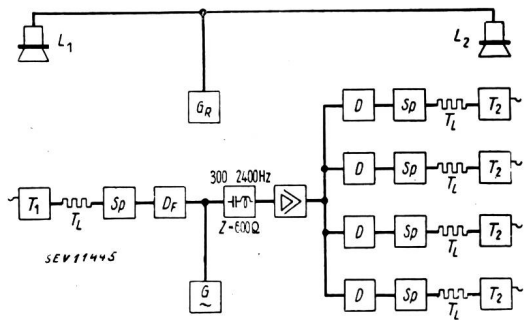 L1
L2
GR
D Sp TL T2
D Sp TL T2
300 2400Hz
T1 TL Sp DF
Z=600Ω
D Sp TL T2
SEV11445
G
~
D Sp TL T2